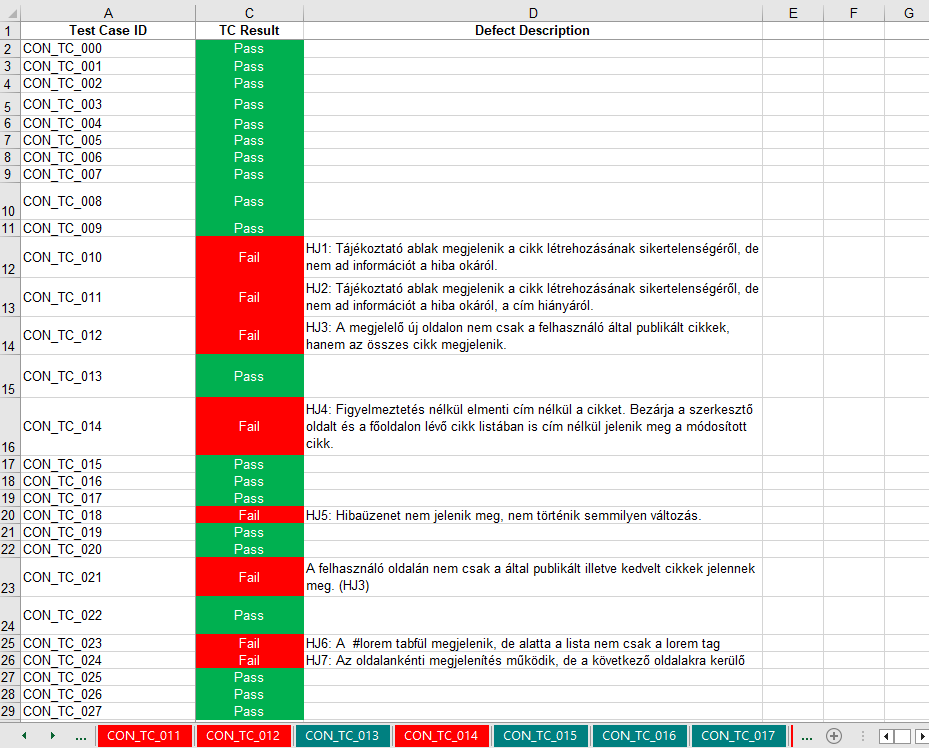 A C D E F G
1 Test Case ID TC Result Defect Description
2 CON_TC_000 Pass
3 CON_TC_001 Pass
4 CON_TC_002 Pass
5 CON_TC_003 Pass
6 CON_TC_004 Pass
7 CON_TC_005 Pass
8 CON_TC_006 Pass
9 CON_TC_007 Pass
10 CON_TC_008 Pass
11 CON_TC_009 Pass
12 CON_TC_010 Fail HJ1: Tájékoztató ablak megjelenik a cikk létrehozásának sikertelenségéről, de
nem ad információt a hiba okáról.
13 CON_TC_011 Fail HJ2: Tájékoztató ablak megjelenik a cikk létrehozásának sikertelenségéről, de
nem ad információt a hiba okáról, a cím hiányáról.
14 CON_TC_012 Fail HJ3: A megjelelő új oldalon nem csak a felhasználó által publikált cikkek,
hanem az összes cikk megjelenik.
15 CON_TC_013 Pass
16 CON_TC_014 Fail HJ4: Figyelmeztetés nélkül elmenti cím nélkül a cikket. Bezárja a szerkesztő
oldalt és a főoldalon lévő cikk listában is cím nélkül jelenik meg a módosított
cikk.
17 CON_TC_015 Pass
18 CON_TC_016 Pass
19 CON_TC_017 Pass
20 CON_TC_018 Fail HJ5: Hibaüzenet nem jelenik meg, nem történik semmilyen változás.
21 CON_TC_019 Pass
22 CON_TC_020 Pass
23 CON_TC_021 Fail A felhasználó oldalán nem csak a által publikált illetve kedvelt cikkek jelennek
meg. (HJ3)
24 CON_TC_022 Pass
25 CON_TC_023 Fail HJ6: A #lorem tabfül megjelenik, de alatta a lista nem csak a lorem tag
26 CON_TC_024 Fail HJ7: Az oldalankénti megjelenítés működik, de a következő oldalakra kerülő
27 CON_TC_025 Pass
28 CON_TC_026 Pass
29 CON_TC_027 Pass
... CON_TC_011 CON_TC_012 CON_TC_013 CON_TC_014 CON_TC_015 CON_TC_016 CON_TC_017 ...